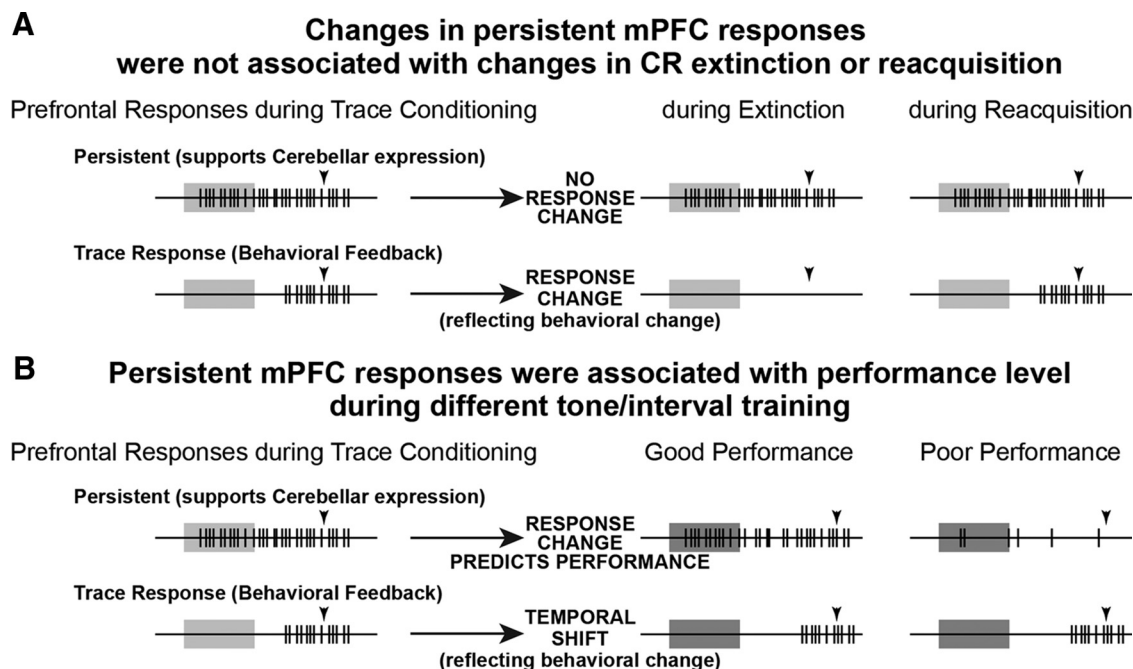 A
Changes in persistent mPFC responses
were not associated with changes in CR extinction or reacquisition
Prefrontal Responses during Trace Conditioning
during Extinction
during Reacquisition
Persistent (supports Cerebellar expression)
NO
RESPONSE
CHANGE
Trace Response (Behavioral Feedback)
RESPONSE
CHANGE
(reflecting behavioral change)
B
Persistent mPFC responses were associated with performance level
during different tone/interval training
Prefrontal Responses during Trace Conditioning
Good Performance
Poor Performance
Persistent (supports Cerebellar expression)
RESPONSE
CHANGE
PREDICTS PERFORMANCE
Trace Response (Behavioral Feedback)
TEMPORAL
SHIFT
(reflecting behavioral change)